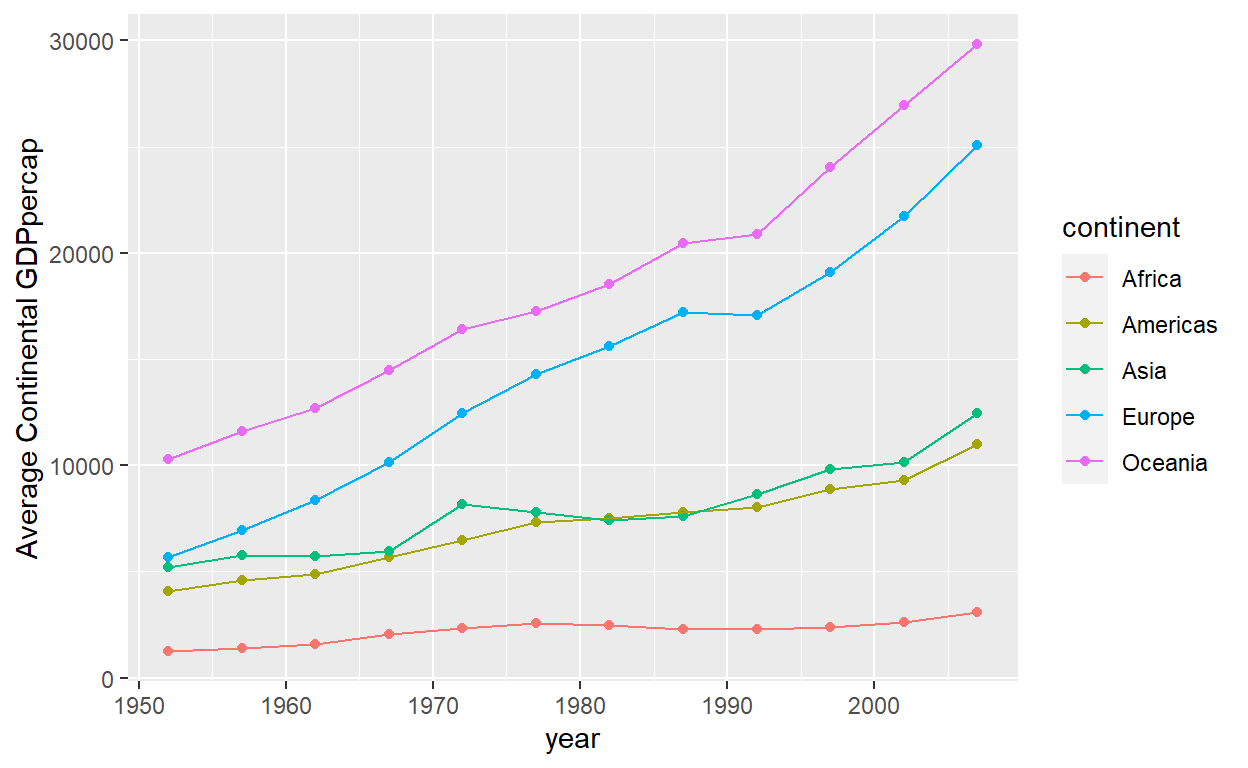 30000
20000
10000
0
Average Continental GDPpercap
1950 1960 1970 1980 1990 2000
year
continent
Africa
Americas
Asia
Europe
Oceania